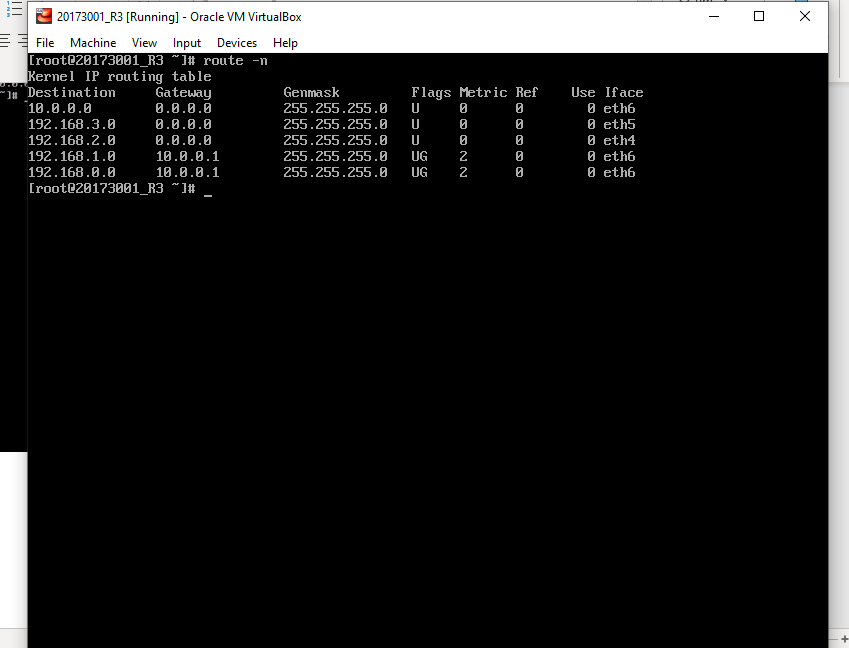 20173001_R3 [Running] - Oracle VM VirtualBox
File Machine View Input Devices Help
[root@20173001_R3 ~]# route -n
Kernel IP routing table
Destination Gateway Genmask Flags Metric Ref Use Iface
10.0.0.0 0.0.0.0 255.255.255.0 U 0 0 0 eth6
192.168.3.0 0.0.0.0 255.255.255.0 U 0 0 0 eth5
192.168.2.0 0.0.0.0 255.255.255.0 U 0 0 0 eth4
192.168.1.0 10.0.0.1 255.255.255.0 UG 2 0 0 eth6
192.168.0.0 10.0.0.1 255.255.255.0 UG 2 0 0 eth6
[root@20173001_R3 ~]# _
~]# _